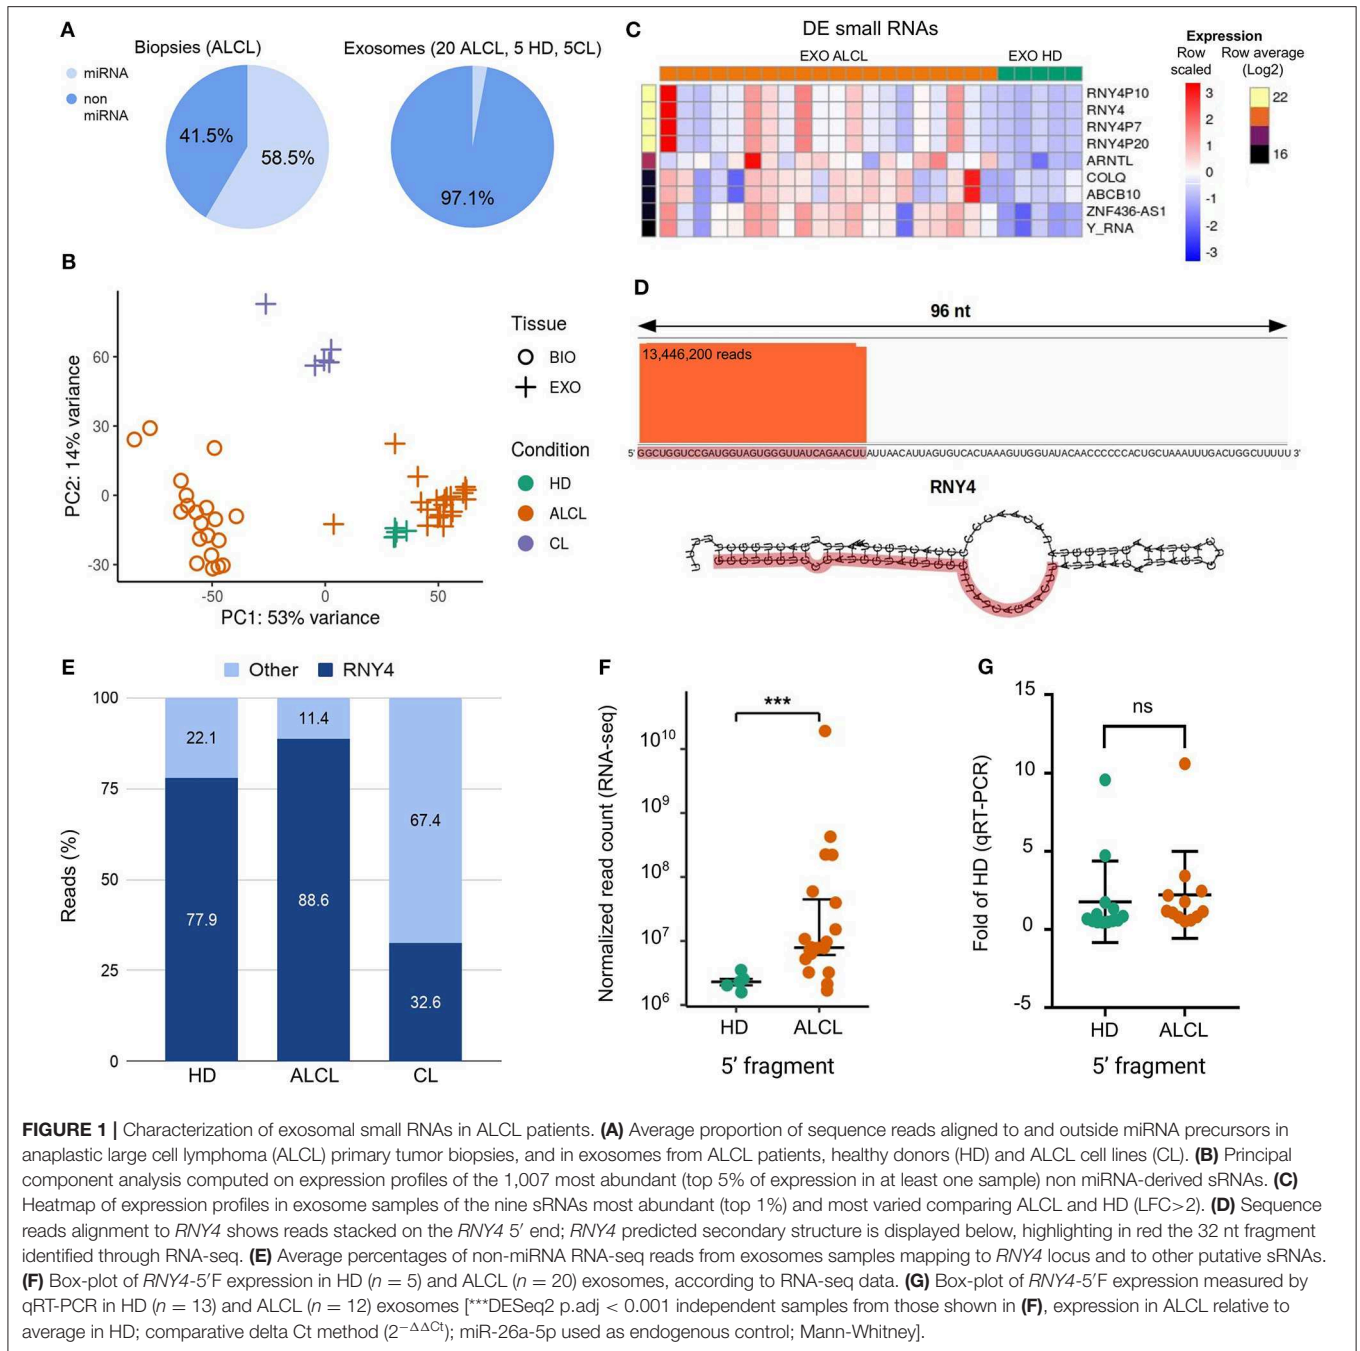 A
Biopsies (ALCL)
Exosomes (20 ALCL, 5 HD, 5CL)
miRNA
non
miRNA
41.5%
58.5%
97.1%
B
PC2: 14% variance
60
30
0
-30
-50
0
50
PC1: 53% variance
Tissue
BIO
EXO
Condition
HD
ALCL
CL
C
DE small RNAs
EXO ALCL
EXO HD
RNY4P10
RNY4
RNY4P7
RNY4P20
ARNTL
COLQ
ABCB10
ZNF436-AS1
Y_RNA
Expression
Row scaled
Row average (Log2)
3
2
1
0
-1
-2
-3
22
16
D
96 nt
13,446,200 reads
5' GGCUGGUCCGAUGGUAGUGGGUUAUCAGAACUUAUUAACAUUAGUGUCACUAAAGUUGGUAUACAACCCCCCACUGCUAAAUUUGACUGGCUUUUU 3'
RNY4
E
Other
RNY4
Reads (%)
100
75
50
25
0
22.1
77.9
11.4
88.6
67.4
32.6
HD
ALCL
CL
F
Normalized read count (RNA-seq)
10^10
10^9
10^8
10^7
10^6
***
HD
ALCL
5′ fragment
G
Fold of HD (qRT-PCR)
15
10
5
0
-5
ns
HD
ALCL
5′ fragment
FIGURE 1 | Characterization of exosomal small RNAs in ALCL patients. (A) Average proportion of sequence reads aligned to and outside miRNA precursors in
anaplastic large cell lymphoma (ALCL) primary tumor biopsies, and in exosomes from ALCL patients, healthy donors (HD) and ALCL cell lines (CL). (B) Principal
component analysis computed on expression profiles of the 1,007 most abundant (top 5% of expression in at least one sample) non miRNA-derived sRNAs. (C)
Heatmap of expression profiles in exosome samples of the nine sRNAs most abundant (top 1%) and most varied comparing ALCL and HD (LFC>2). (D) Sequence
reads alignment to RNY4 shows reads stacked on the RNY4 5′ end; RNY4 predicted secondary structure is displayed below, highlighting in red the 32 nt fragment
identified through RNA-seq. (E) Average percentages of non-miRNA RNA-seq reads from exosomes samples mapping to RNY4 locus and to other putative sRNAs.
(F) Box-plot of RNY4-5′F expression in HD (n = 5) and ALCL (n = 20) exosomes, according to RNA-seq data. (G) Box-plot of RNY4-5′F expression measured by
qRT-PCR in HD (n = 13) and ALCL (n = 12) exosomes [***DESeq2 p.adj < 0.001 independent samples from those shown in (F), expression in ALCL relative to
average in HD; comparative delta Ct method (2^−ΔΔCt); miR-26a-5p used as endogenous control; Mann-Whitney].